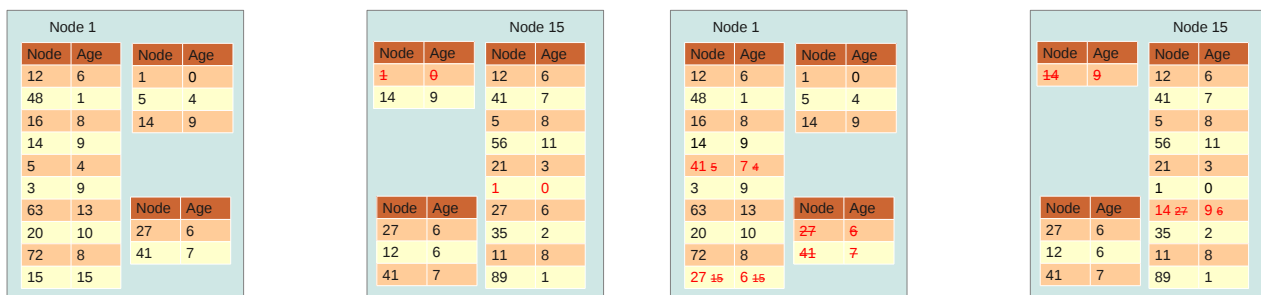 Node 1
Node Age
12 6
48 1
16 8
14 9
5 4
3 9
63 13
20 10
72 8
15 15
Node Age
1 0
5 4
14 9
Node Age
27 6
41 7
Node 15
Node Age
1 0
14 9
Node Age
27 6
12 6
41 7
Node Age
12 6
41 7
5 8
56 11
21 3
1 0
27 6
35 2
11 8
89 1
Node 1
Node Age
12 6
48 1
16 8
14 9
41 5 7 4
3 9
63 13
20 10
72 8
27 15 6 15
Node Age
1 0
5 4
14 9
Node Age
27 6
41 7
Node 15
Node Age
14 9
Node Age
27 6
12 6
41 7
Node Age
12 6
41 7
5 8
56 11
21 3
1 0
14 27 9 6
35 2
11 8
89 1